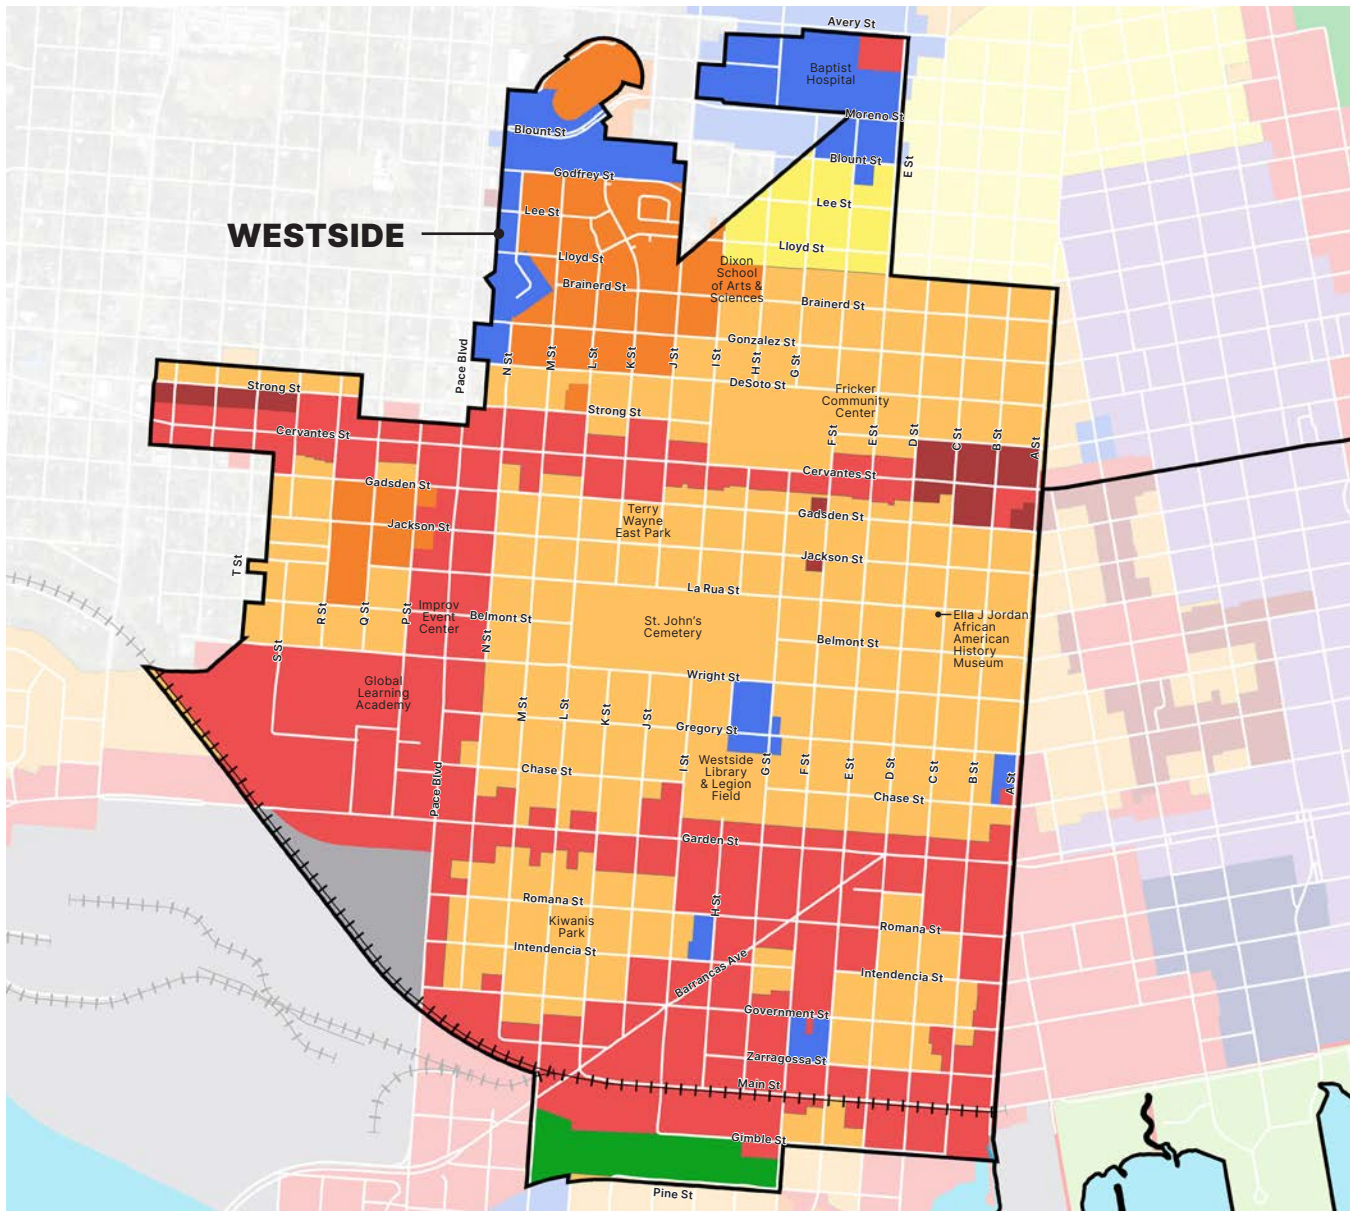 Avery St
Baptist
Hospital
Moreno St
Blount St
Blount St
E St
Godfrey St
Lee St
Lee St
WESTSIDE
Lloyd St
Lloyd St
Dixon
School
of Arts &
Sciences
Brainerd St
Brainerd St
Gonzalez St
Pace Blvd
N St
M St
L St
K St
J St
I St
H St
G St
DeSoto St
Strong St
Strong St
Fricker
Community
Center
Cervantes St
F St
E St
D St
C St
B St
A St
Cervantes St
Gadsden St
Terry
Wayne
East Park
Gadsden St
Jackson St
Jackson St
T St
La Rua St
R St
Q St
P St
Improv
Event
Center
Belmont St
N St
St. John's
Cemetery
Belmont St
Ella J Jordan
African
American
History
Museum
S St
Wright St
Global
Learning
Academy
M St
L St
K St
J St
Gregory St
I St
Westside
Library
& Legion
Field
G St
F St
E St
D St
C St
B St
A St
Chase St
Pace Blvd
Chase St
Garden St
Romana St
H St
Kiwanis
Park
Romana St
Intendencia St
Barrancas Ave
Intendencia St
Government St
Zarragossa St
Main St
Gimble St
Pine St